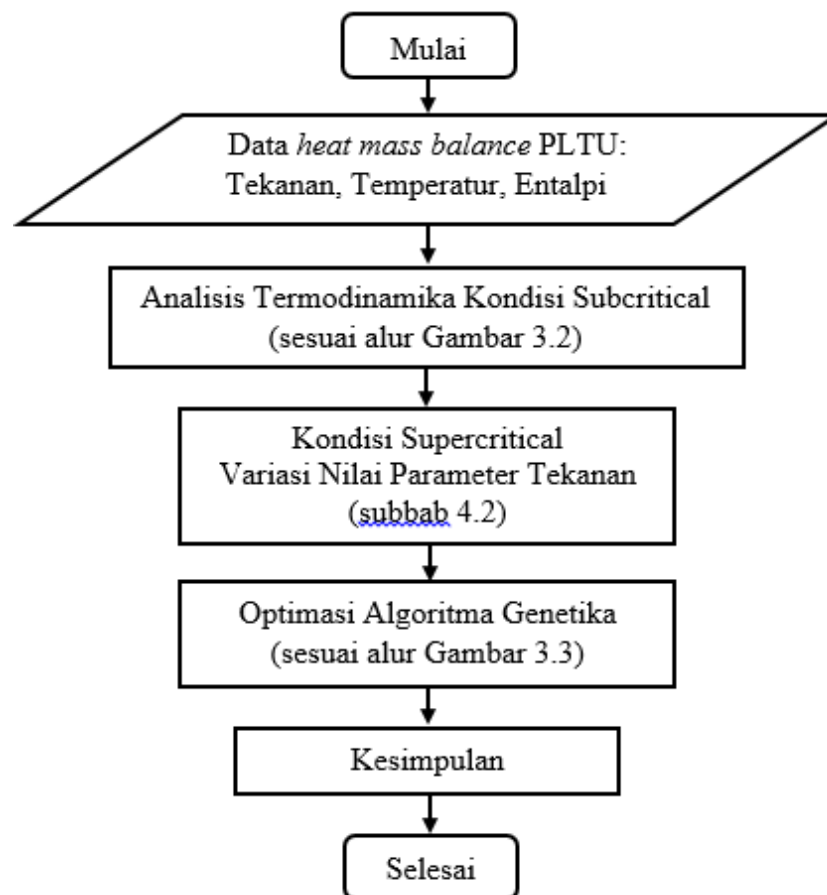 Mulai
Data heat mass balance PLTU:
Tekanan, Temperatur, Entalpi
Analisis Termodinamika Kondisi Subcritical
(sesuai alur Gambar 3.2)
Kondisi Supercritical
Variasi Nilai Parameter Tekanan
(subbab 4.2)
Optimasi Algoritma Genetika
(sesuai alur Gambar 3.3)
Kesimpulan
Selesai